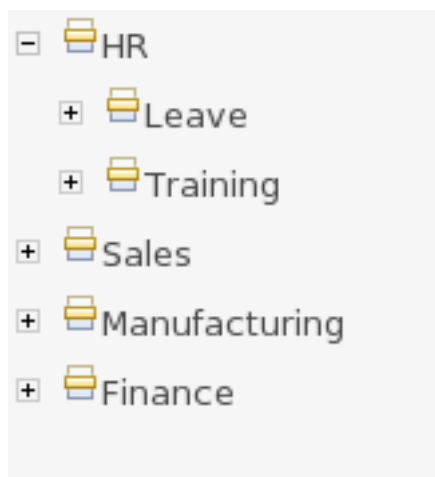 HR
Leave
Training
Sales
Manufacturing
Finance